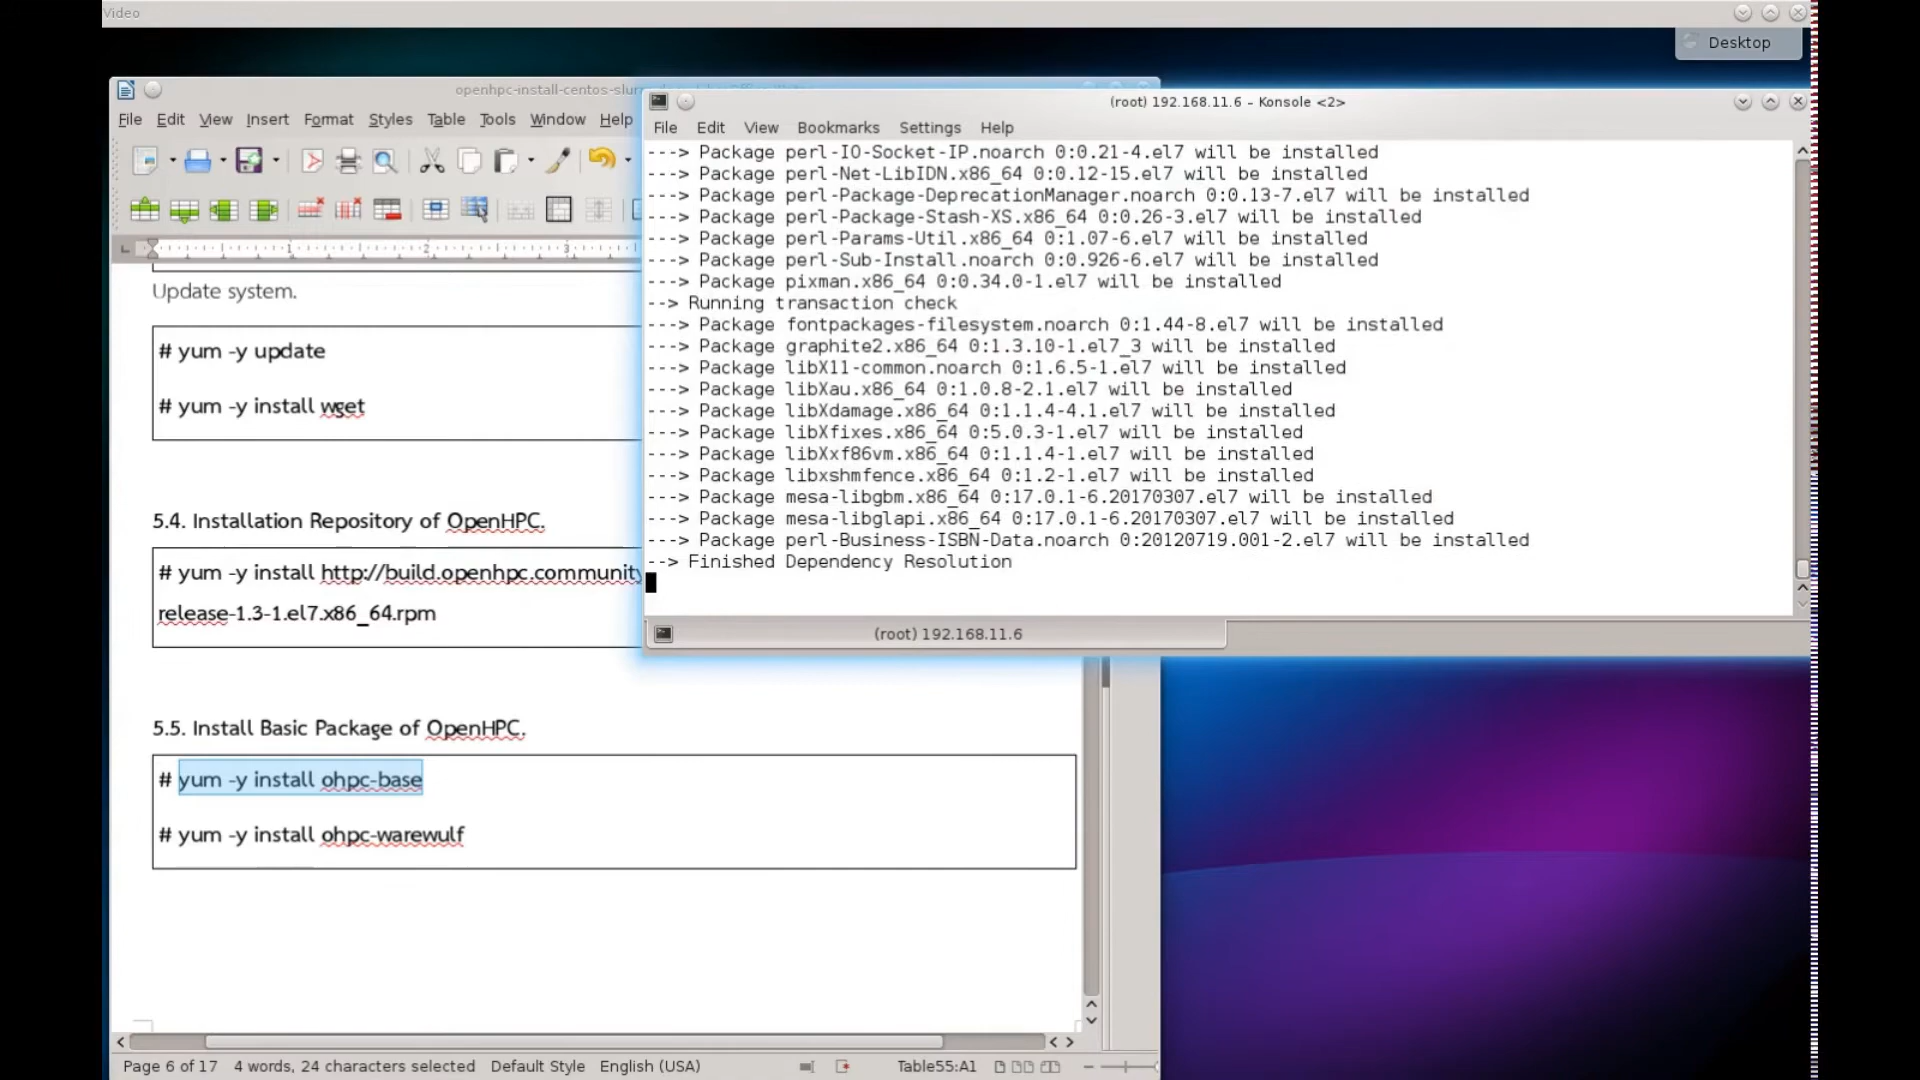 Video
Desktop
openhpc-install-centos-slur
File Edit View Insert Format Styles Table Tools Window Help
1 2 3
Update system.
# yum -y update
# yum -y install wget
5.4. Installation Repository of OpenHPC.
# yum -y install http://build.openhpc.community
release-1.3-1.el7.x86_64.rpm
5.5. Install Basic Package of OpenHPC.
# yum -y install ohpc-base
# yum -y install ohpc-warewulf
Page 6 of 17 4 words, 24 characters selected Default Style English (USA) Table55:A1
(root) 192.168.11.6 – Konsole <2>
File Edit View Bookmarks Settings Help
---> Package perl-IO-Socket-IP.noarch 0:0.21-4.el7 will be installed
---> Package perl-Net-LibIDN.x86_64 0:0.12-15.el7 will be installed
---> Package perl-Package-DeprecationManager.noarch 0:0.13-7.el7 will be installed
---> Package perl-Package-Stash-XS.x86_64 0:0.26-3.el7 will be installed
---> Package perl-Params-Util.x86_64 0:1.07-6.el7 will be installed
---> Package perl-Sub-Install.noarch 0:0.926-6.el7 will be installed
---> Package pixman.x86_64 0:0.34.0-1.el7 will be installed
--> Running transaction check
---> Package fontpackages-filesystem.noarch 0:1.44-8.el7 will be installed
---> Package graphite2.x86_64 0:1.3.10-1.el7_3 will be installed
---> Package libX11-common.noarch 0:1.6.5-1.el7 will be installed
---> Package libXau.x86_64 0:1.0.8-2.1.el7 will be installed
---> Package libXdamage.x86_64 0:1.1.4-4.1.el7 will be installed
---> Package libXfixes.x86_64 0:5.0.3-1.el7 will be installed
---> Package libXxf86vm.x86_64 0:1.1.4-1.el7 will be installed
---> Package libxshmfence.x86_64 0:1.2-1.el7 will be installed
---> Package mesa-libgbm.x86_64 0:17.0.1-6.20170307.el7 will be installed
---> Package mesa-libglapi.x86_64 0:17.0.1-6.20170307.el7 will be installed
---> Package perl-Business-ISBN-Data.noarch 0:20120719.001-2.el7 will be installed
--> Finished Dependency Resolution
(root) 192.168.11.6